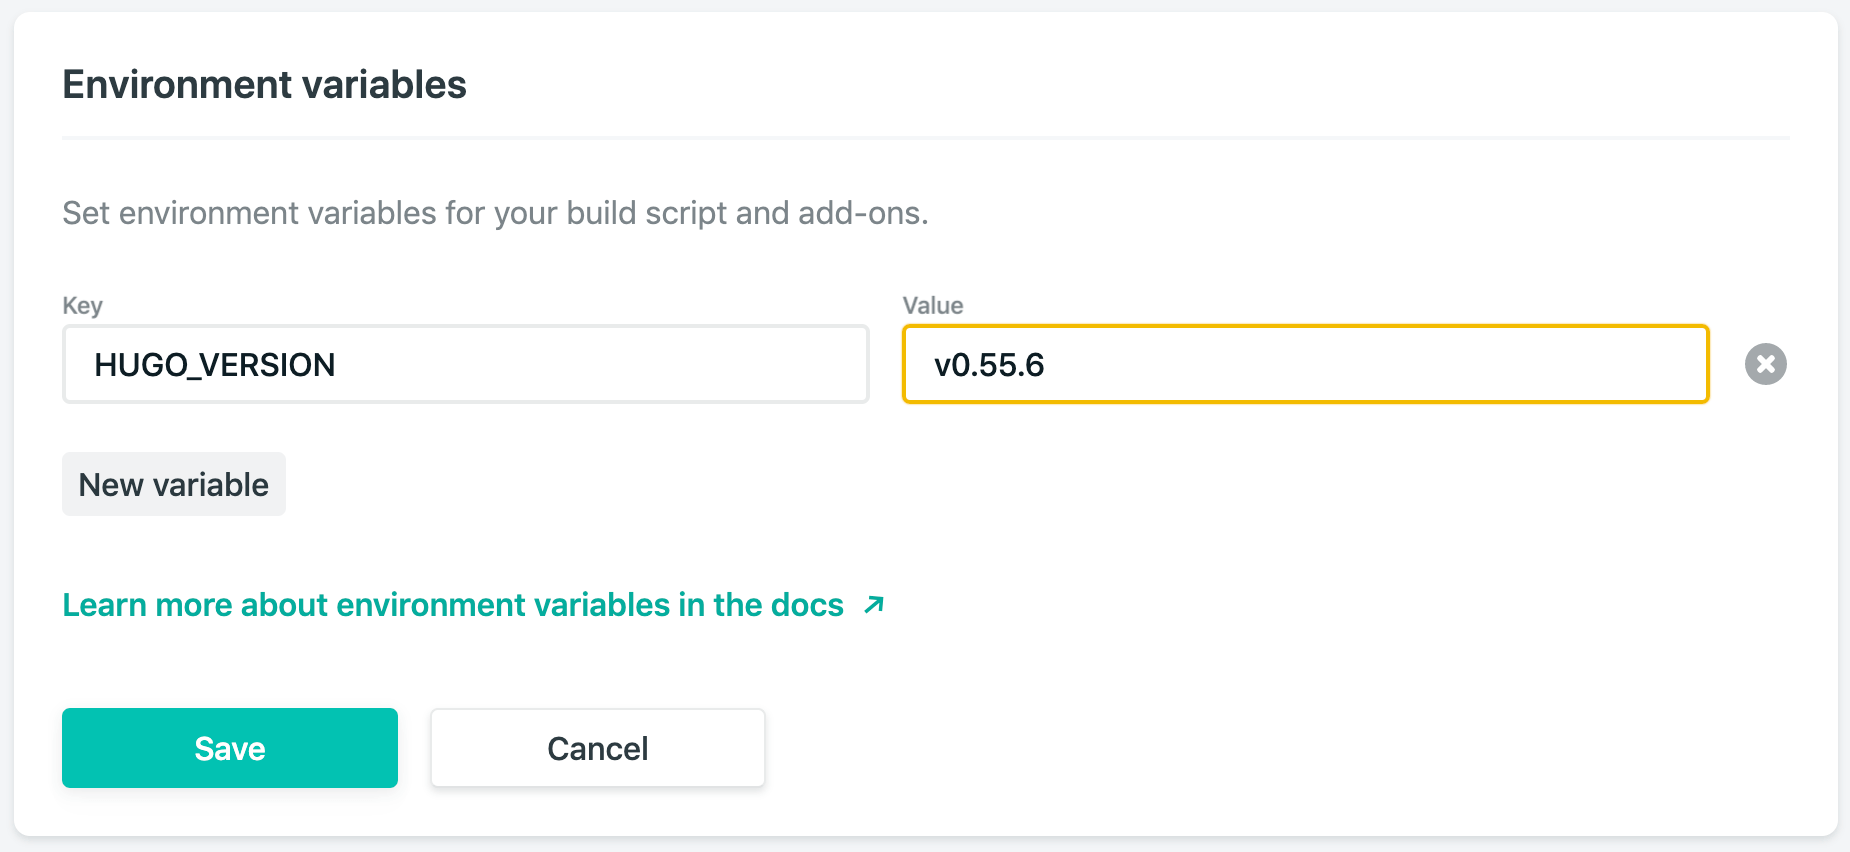 Environment variables
Set environment variables for your build script and add-ons.
Key
Value
HUGO_VERSION
v0.55.6
New variable
Learn more about environment variables in the docs ↗
Save
Cancel